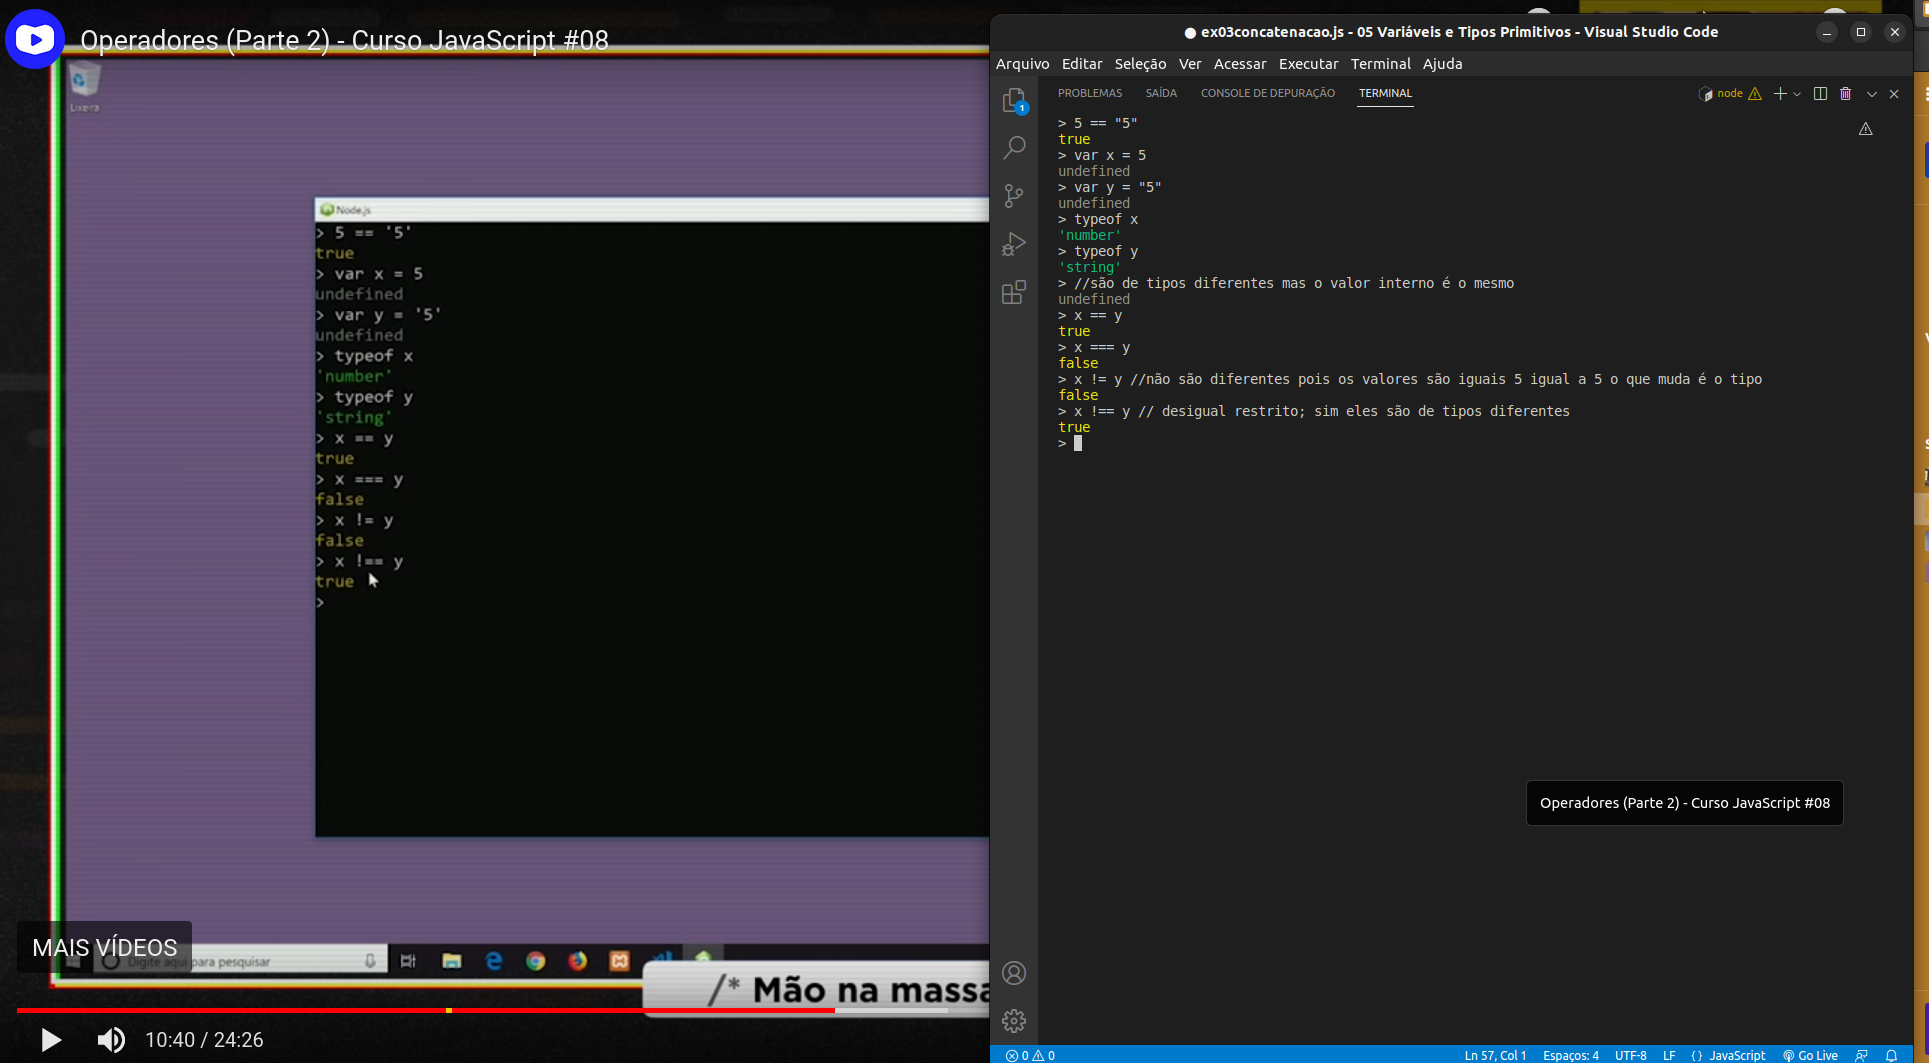 Operadores (Parte 2) - Curso JavaScript #08
Lixeira
Node.js
> 5 == '5'
true
> var x = 5
undefined
> var y = '5'
undefined
> typeof x
'number'
> typeof y
'string'
> x == y
true
> x === y
false
> x != y
false
> x !== y
true
>
MAIS VÍDEOS
Digite aqui para pesquisar
/* Mão na massa
10:40 / 24:26
● ex03concatenacao.js - 05 Variáveis e Tipos Primitivos - Visual Studio Code
Arquivo Editar Seleção Ver Acessar Executar Terminal Ajuda
1
PROBLEMAS SAÍDA CONSOLE DE DEPURAÇÃO TERMINAL
node
> 5 == "5"
true
> var x = 5
undefined
> var y = "5"
undefined
> typeof x
'number'
> typeof y
'string'
> //são de tipos diferentes mas o valor interno é o mesmo
undefined
> x == y
true
> x === y
false
> x != y //não são diferentes pois os valores são iguais 5 igual a 5 o que muda é o tipo
false
> x !== y // desigual restrito; sim eles são de tipos diferentes
true
>
Operadores (Parte 2) - Curso JavaScript #08
0 0
Ln 57, Col 1 Espaços: 4 UTF-8 LF {} JavaScript Go Live